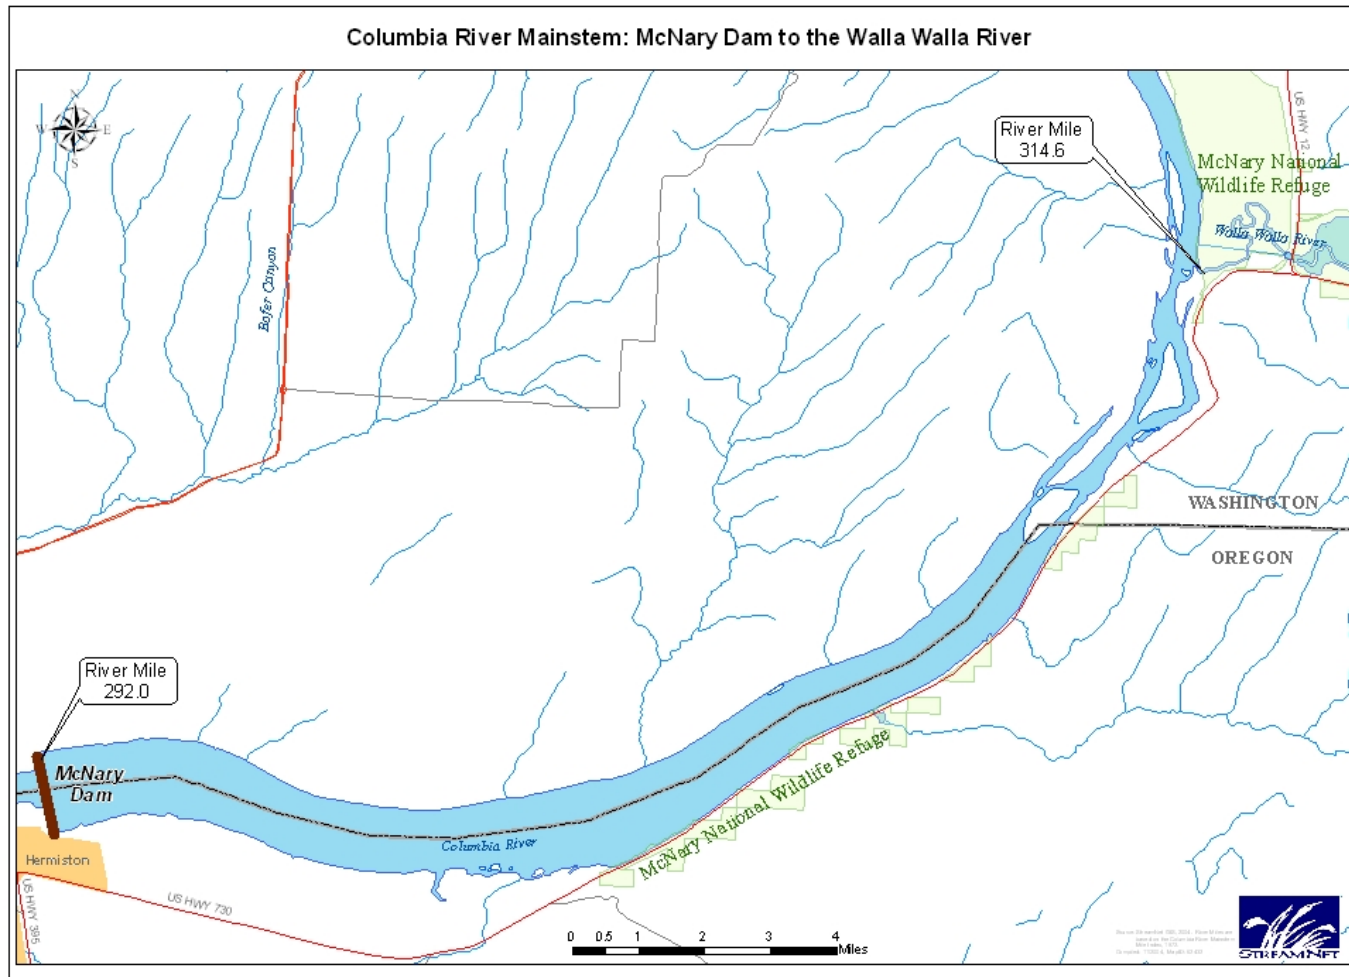 Columbia River Mainstem: McNary Dam to the Walla Walla River
N
W E
S
River Mile
314.6
US HWY 12
McNary National
Wildlife Refuge
Walla Walla River
Bofer Canyon
WASHINGTON
OREGON
River Mile
292.0
McNary
Dam
Columbia River
McNary National Wildlife Refuge
Hermiston
US HWY 730
US HWY 395
0 0.5 1 2 3 4
Miles
STREAMNET